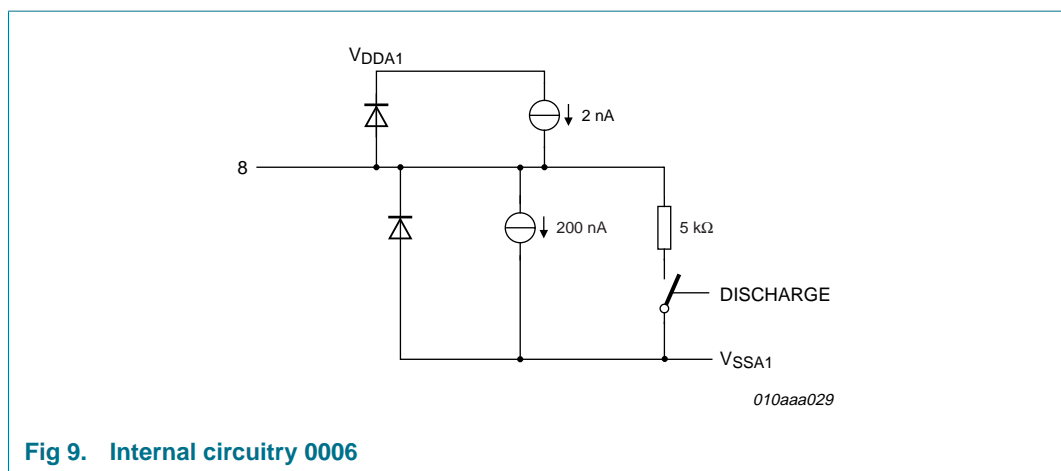 VDDA1
2 nA
8
200 nA
5 kΩ
DISCHARGE
VSSA1
010aaa029
Fig 9. Internal circuitry 0006